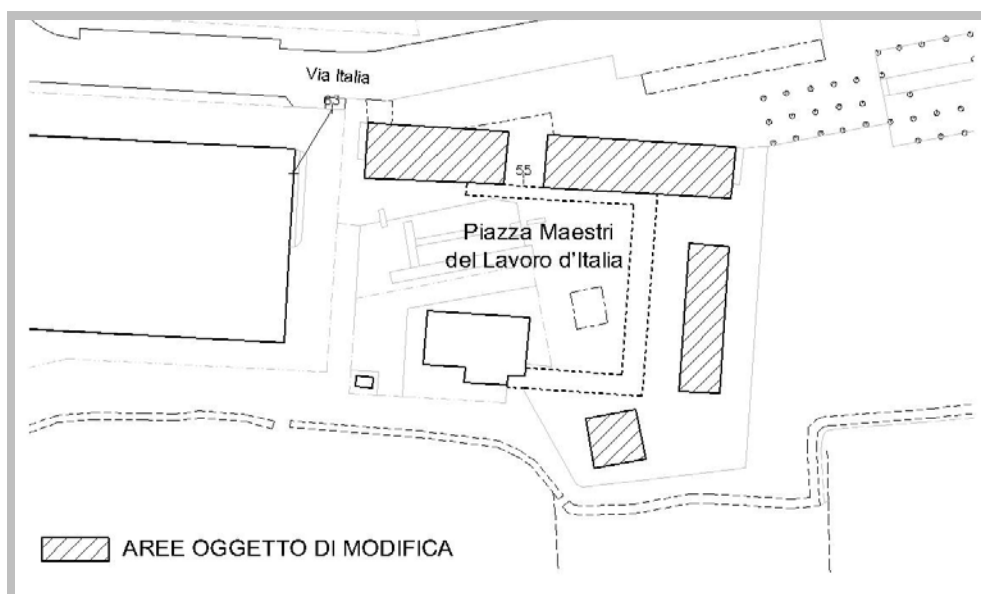 Via Italia
63
55
Piazza Maestri
del Lavoro d'Italia
AREE OGGETTO DI MODIFICA